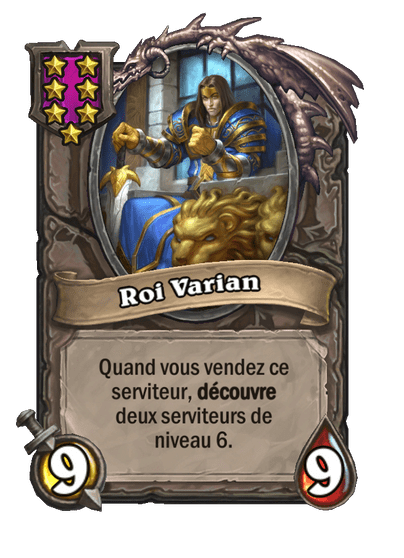 Roi Varian
Quand vous vendez ce
serviteur, découvre
deux serviteurs de
niveau 6.
9
9